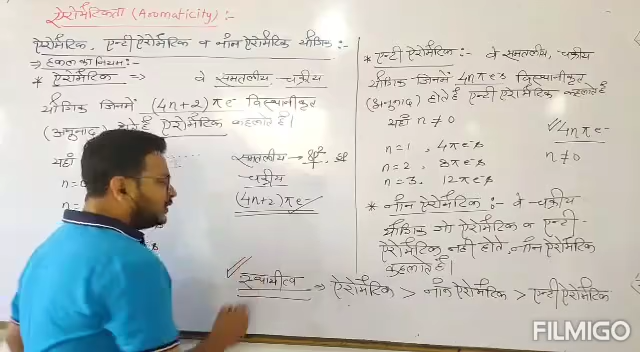 ऐरोमैटिकता (Aromaticity) :-
ऐरोमैटिक, एन्टी ऐरोमैटिक व नॉन ऐरोमैटिक यौगिक :-
⇒ हकल का नियम :-
* ऐरोमैटिक ⇒ वे समतलीय चक्रीय
यौगिक जिनमें (4n+2)πe विस्थानीकृत
(अनुनाद) होते हैं ऐरोमैटिक कहलाते हैं।
यहाँ
n=
n=
समतलीय → sp², sp
चक्रीय
(4n+2)πe⁻
स्थायीत्व ⇒ ऐरोमैटिक > नॉन ऐरोमैटिक > एन्टी ऐरोमैटिक
* एन्टी ऐरोमैटिक :- वे समतलीय, चक्रीय
यौगिक जिनमें 4nπe⁻s विस्थानीकृत
(अनुनाद) होते हैं एन्टी ऐरोमैटिक कहलाते हैं
यहाँ n≠0
4nπe⁻
n≠0
n=1, 4πe⁻s
n=2, 8πe⁻s
n=3. 12πe⁻s
* नॉन ऐरोमैटिक :- वे चक्रीय
यौगिक जो ऐरोमैटिक व एन्टी
ऐरोमैटिक नही होते, नॉन ऐरोमैटिक
कहलाते हैं।
FILMIGO